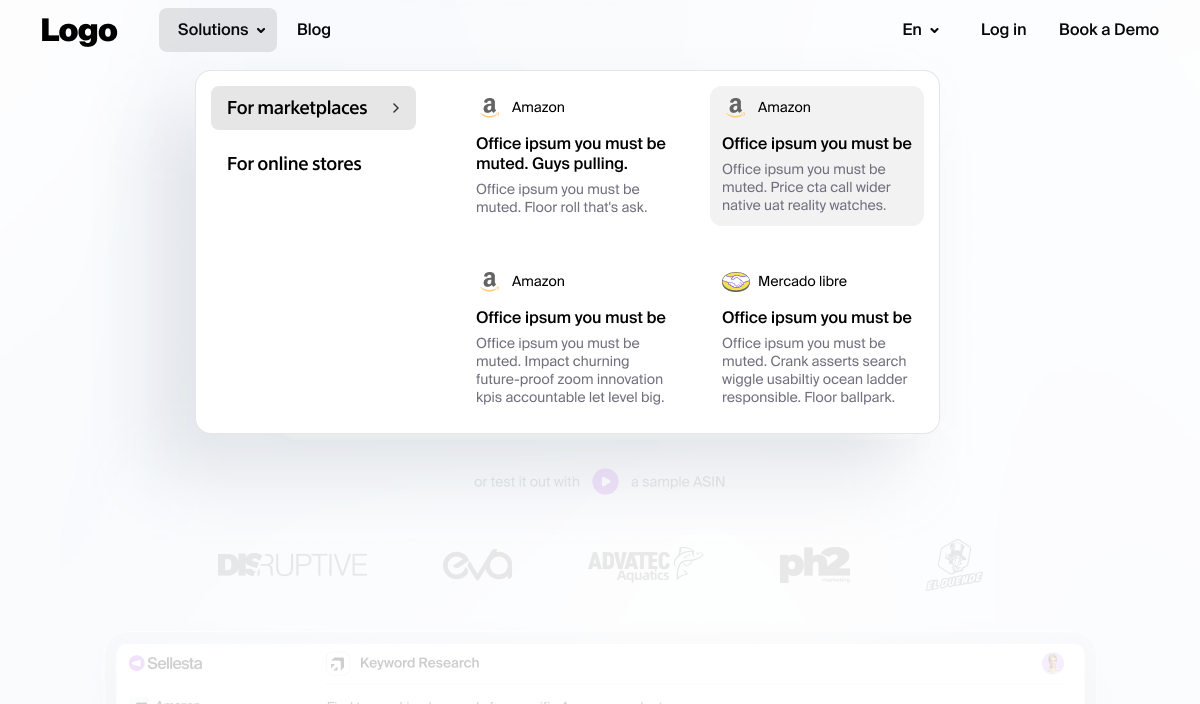 Logo
Solutions
Blog
En
Log in
Book a Demo
For marketplaces
For online stores
Amazon
Office ipsum you must be
muted. Guys pulling.
Office ipsum you must be
muted. Floor roll that's ask.
Amazon
Office ipsum you must be
Office ipsum you must be
muted. Price cta call wider
native uat reality watches.
Amazon
Office ipsum you must be
Office ipsum you must be
muted. Impact churning
future-proof zoom innovation
kpis accountable let level big.
Mercado libre
Office ipsum you must be
Office ipsum you must be
muted. Crank asserts search
wiggle usabiltiy ocean ladder
responsible. Floor ballpark.
or test it out with
a sample ASIN
DISRUPTIVE
eva
ADVATEC
Aquatics
ph2
EL DUENDE
Sellesta
Keyword Research
Amazon